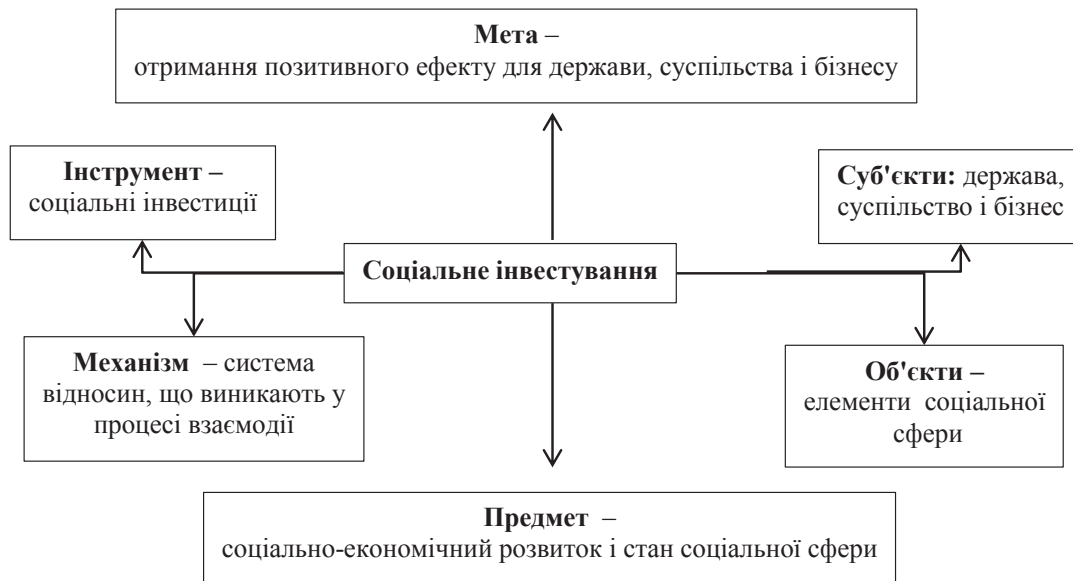 Мета –
отримання позитивного ефекту для держави, суспільства і бізнесу
Інструмент –
соціальні інвестиції
Суб'єкти: держава,
суспільство і бізнес
Соціальне інвестування
Механізм – система
відносин, що виникають у
процесі взаємодії
Об'єкти –
елементи соціальної
сфери
Предмет –
соціально-економічний розвиток і стан соціальної сфери